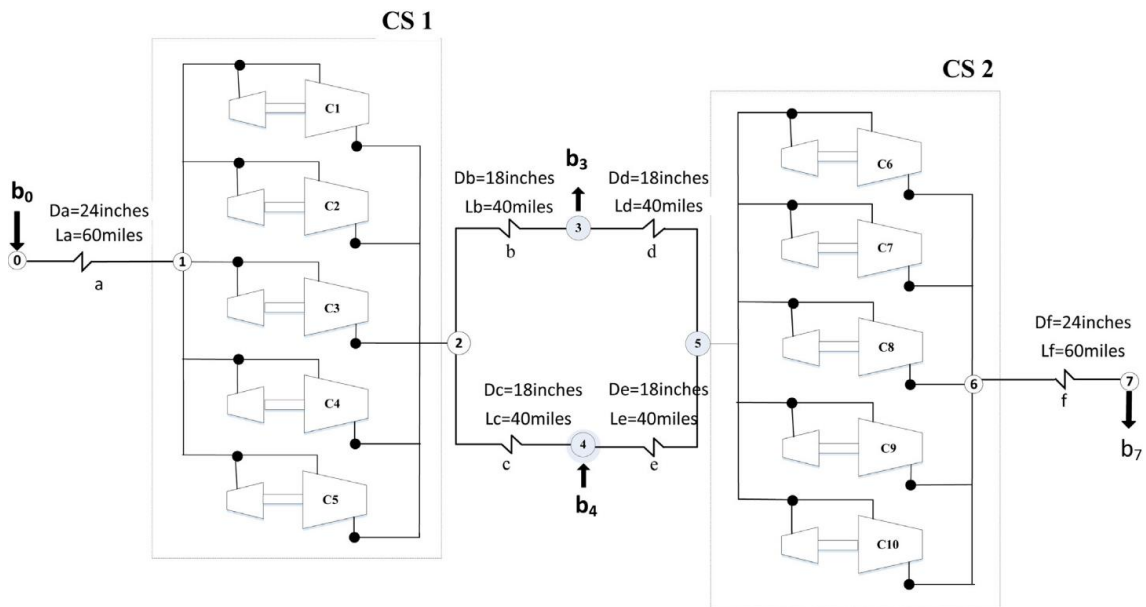 CS 1
C1
C2
C3
C4
C5
b0
Da=24inches
La=60miles
0
a
1
2
Db=18inches
Lb=40miles
b
b3
3
Dd=18inches
Ld=40miles
d
Dc=18inches
Lc=40miles
c
4
b4
De=18inches
Le=40miles
e
5
CS 2
C6
C7
C8
C9
C10
6
Df=24inches
Lf=60miles
f
7
b7